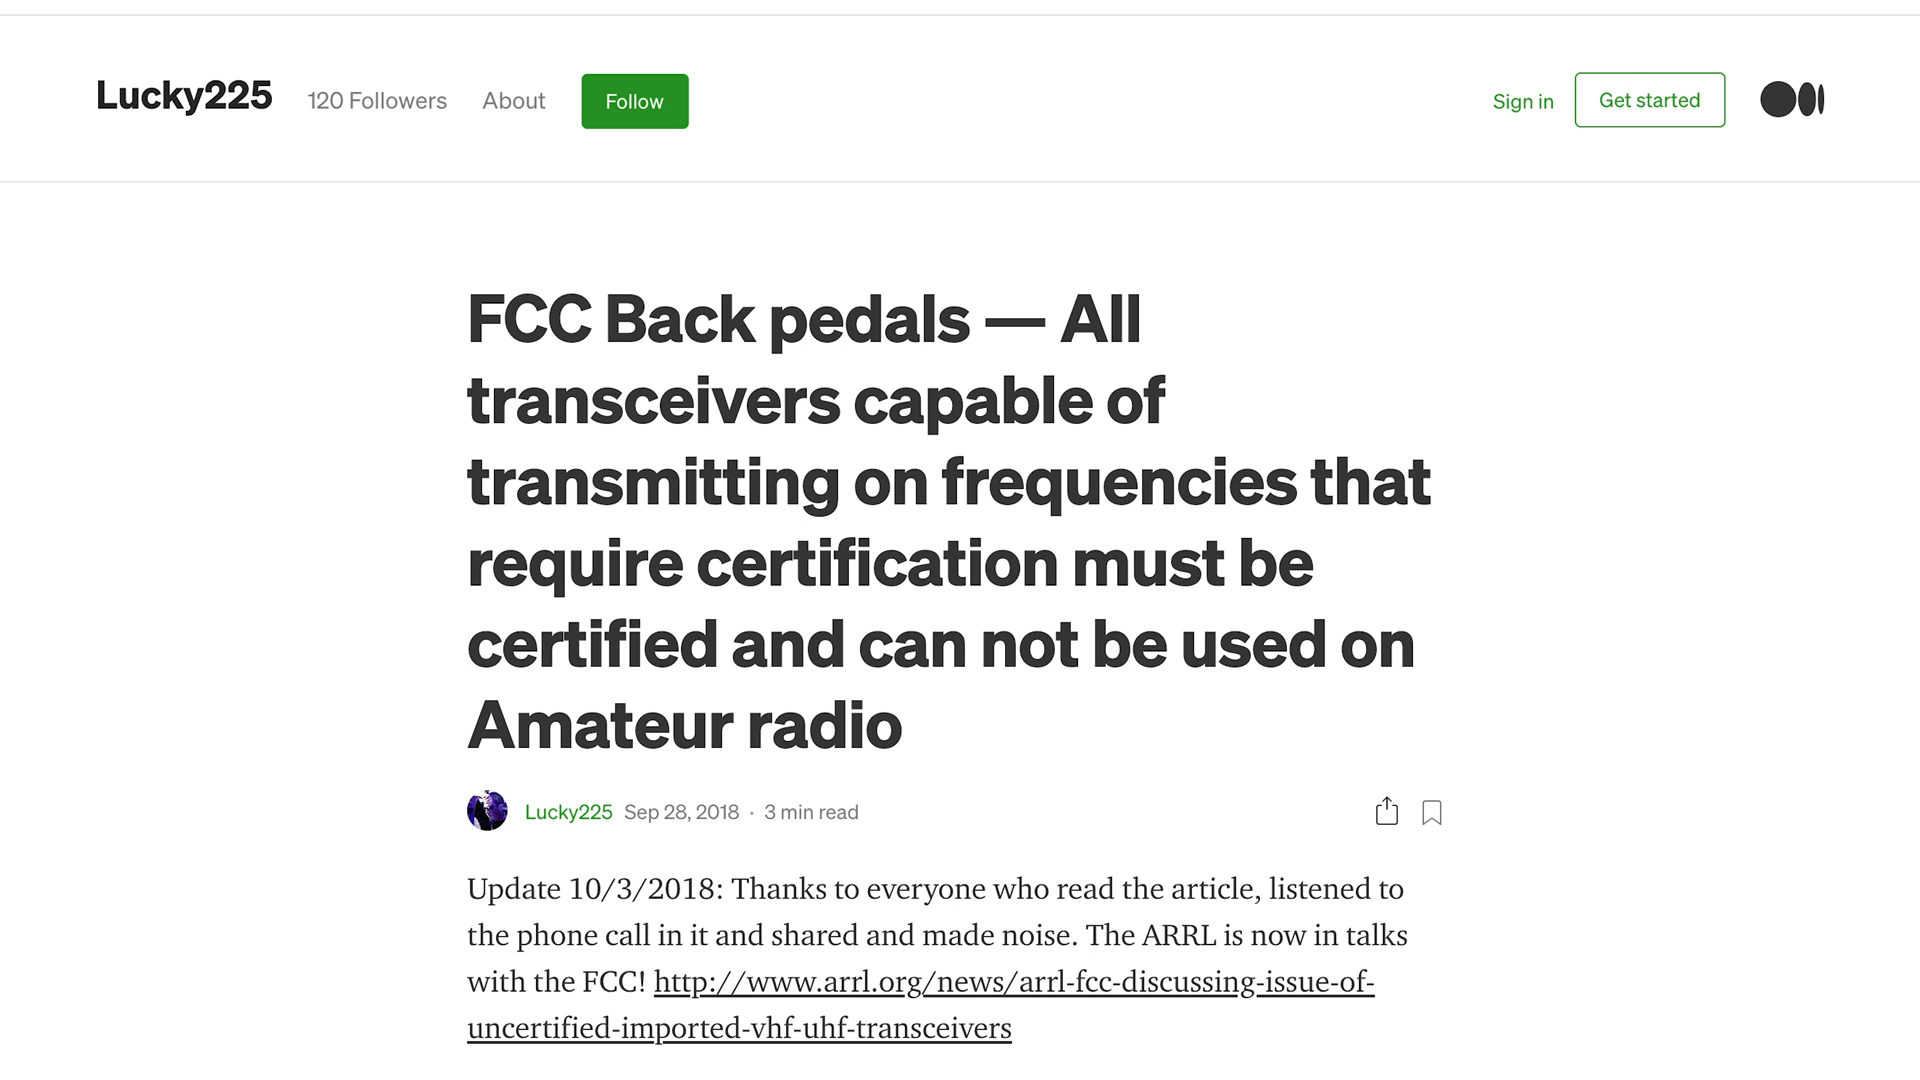 Lucky225 120 Followers About Follow Sign in Get started
FCC Back pedals — All
transceivers capable of
transmitting on frequencies that
require certification must be
certified and can not be used on
Amateur radio
Lucky225 Sep 28, 2018 · 3 min read
Update 10/3/2018: Thanks to everyone who read the article, listened to
the phone call in it and shared and made noise. The ARRL is now in talks
with the FCC! http://www.arrl.org/news/arrl-fcc-discussing-issue-of-
uncertified-imported-vhf-uhf-transceivers